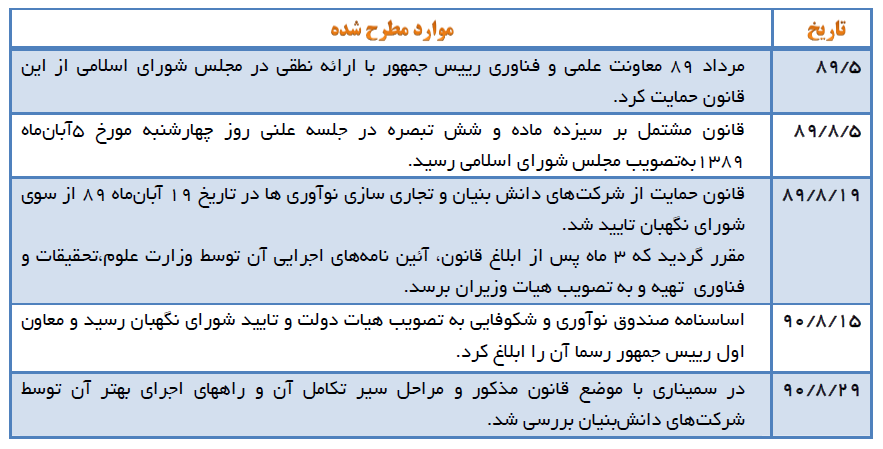 تاریخ موارد مطرح شده
۸۹/۵ مرداد ۸۹ معاونت علمی و فناوری رییس جمهور با ارائه نطقی در مجلس شورای اسلامی از این
قانون حمایت کرد.
۸۹/۸/۵ قانون مشتمل بر سیزده ماده و شش تبصره در جلسه علنی روز چهارشنبه مورخ ۵آبان‌ماه
۱۳۸۹به‌تصویب مجلس شورای اسلامی رسید.
۸۹/۸/۱۹ قانون حمایت از شرکت‌های دانش بنیان و تجاری سازی نوآوری ها در تاریخ ۱۹ آبان‌ماه ۸۹ از سوی
شورای نگهبان تایید شد.
مقرر گردید که ۳ ماه پس از ابلاغ قانون، آئین نامه‌های اجرایی آن توسط وزارت علوم،تحقیقات و
فناوری تهیه و به تصویب هیات وزیران برسد.
۹۰/۸/۱۵ اساسنامه صندوق نوآوری و شکوفایی به تصویب هیات دولت و تایید شورای نگهبان رسید و معاون
اول رییس جمهور رسما آن را ابلاغ کرد.
۹۰/۸/۲۹ در سمیناری با موضع قانون مذکور و مراحل سیر تکامل آن و راههای اجرای بهتر آن توسط
شرکت‌های دانش‌بنیان بررسی شد.